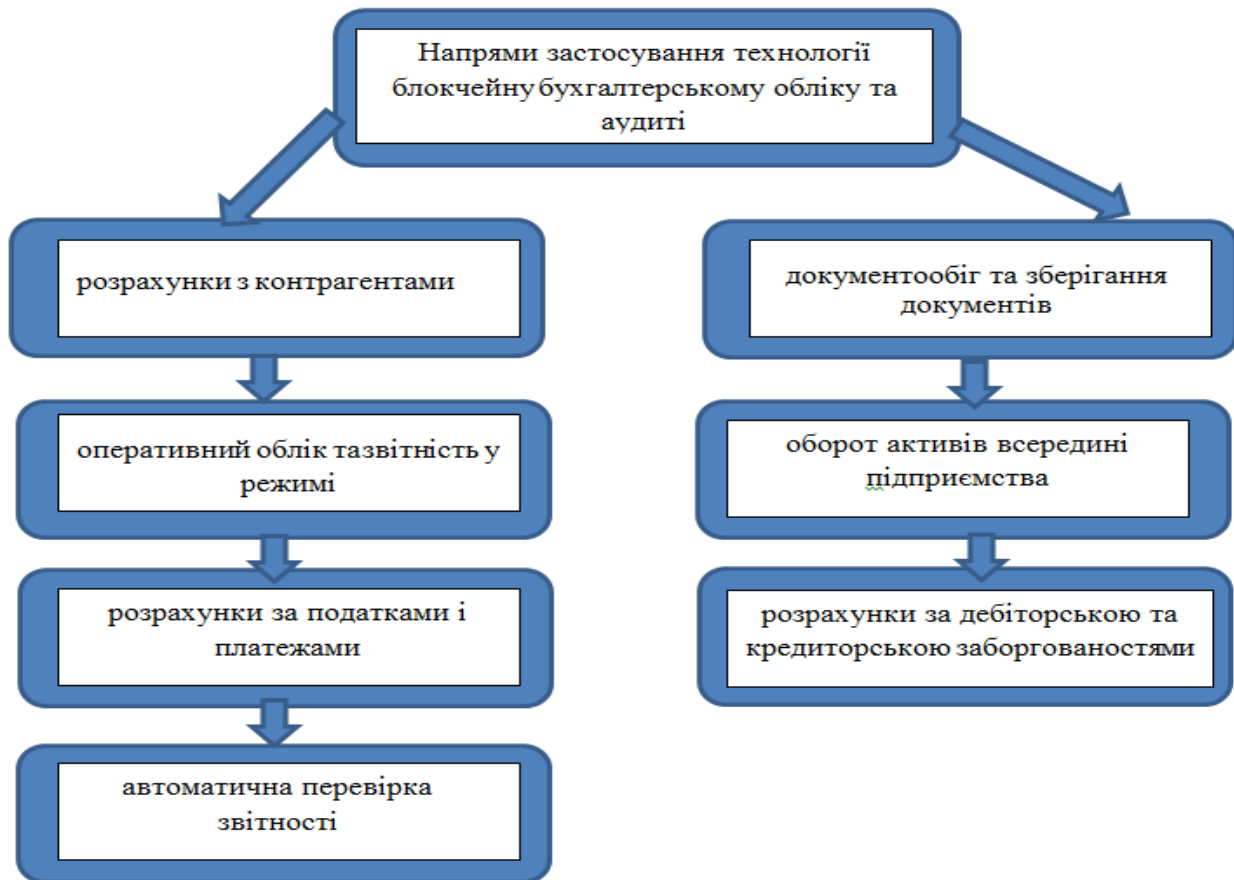 Напрями застосування технології
блокчейну бухгалтерському обліку та
аудиті
розрахунки з контрагентами
оперативний облік тазвітність у
режимі
розрахунки за податками і
платежами
автоматична перевірка
звітності
документообіг та зберігання
документів
оборот активів всередині
підприємства
розрахунки за дебіторською та
кредиторською заборгованостями